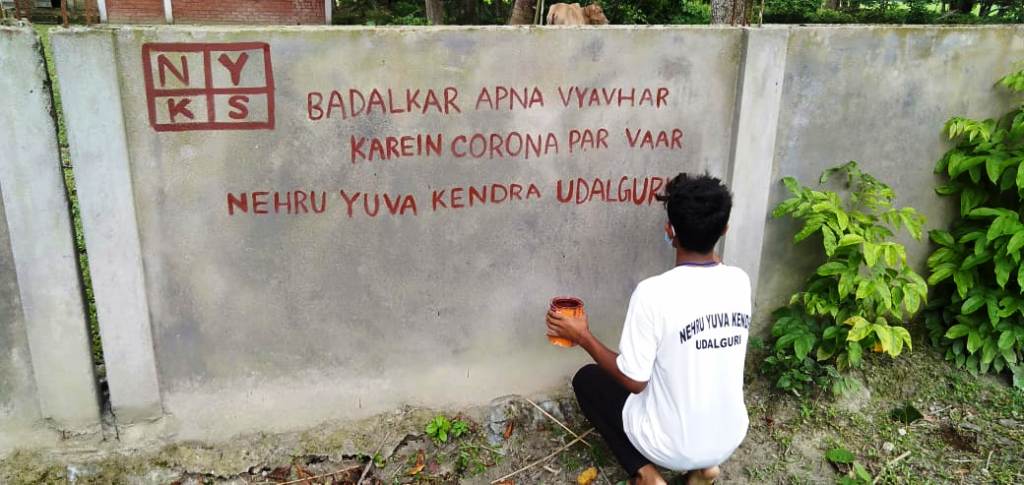 N Y
K S
BADALKAR APNA VYAVHAR
KAREIN CORONA PAR VAAR
NEHRU YUVA KENDRA UDALGURI
NEHRU YUVA KEND
UDALGURI